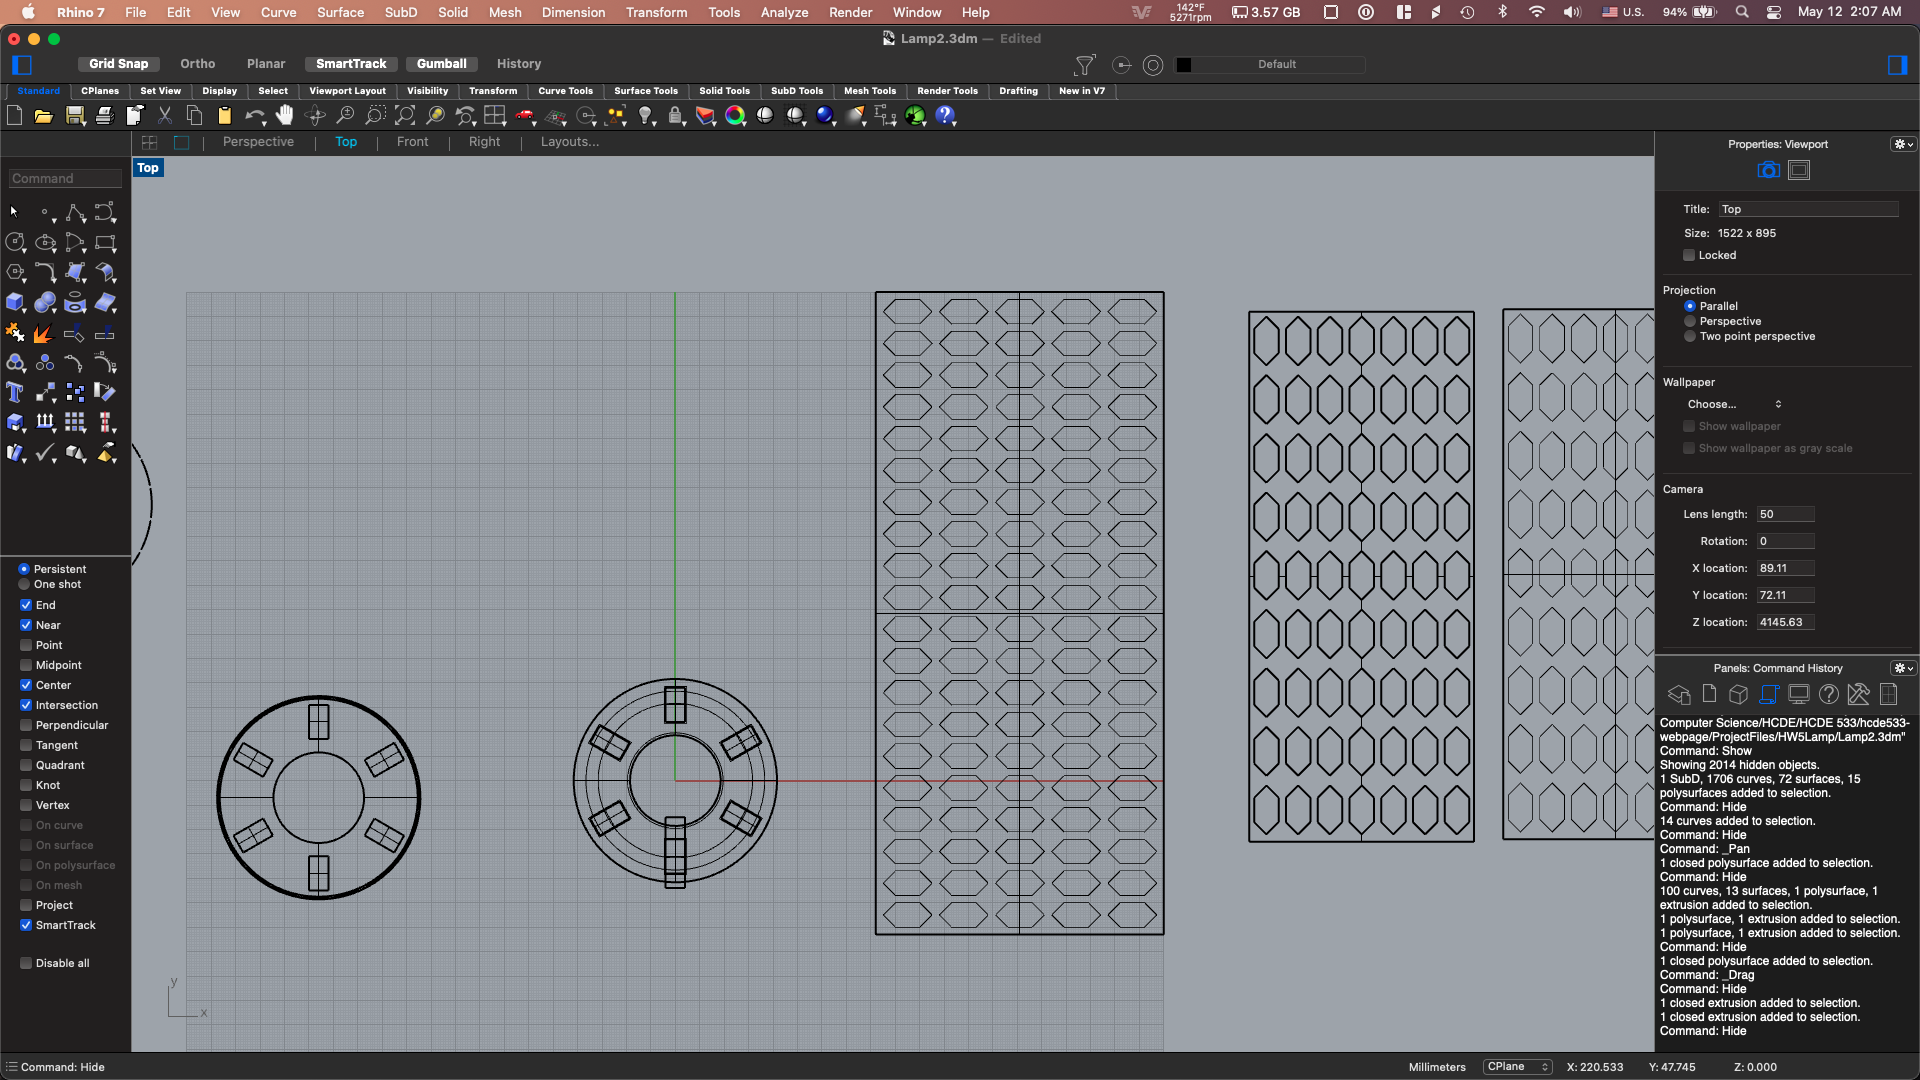 Rhino 7 File Edit View Curve Surface SubD Solid Mesh Dimension Transform Tools Analyze Render Window Help 142°F 5271rpm 3.57 GB U.S. 94% May 12 2:07 AM
Lamp2.3dm — Edited
Grid Snap Ortho Planar SmartTrack Gumball History Default
Standard CPlanes Set View Display Select Viewport Layout Visibility Transform Curve Tools Surface Tools Solid Tools SubD Tools Mesh Tools Render Tools Drafting New in V7
Perspective Top Front Right Layouts...
Top
Command
Persistent
One shot
End
Near
Point
Midpoint
Center
Intersection
Perpendicular
Tangent
Quadrant
Knot
Vertex
On curve
On surface
On polysurface
On mesh
Project
SmartTrack
Disable all
y
x
Properties: Viewport
Title: Top
Size: 1522 x 895
Locked
Projection
Parallel
Perspective
Two point perspective
Wallpaper
Choose...
Show wallpaper
Show wallpaper as gray scale
Camera
Lens length: 50
Rotation: 0
X location: 89.11
Y location: 72.11
Z location: 4145.63
Panels: Command History
Computer Science/HCDE/HCDE 533/hcde533-
webpage/ProjectFiles/HW5Lamp/Lamp2.3dm"
Command: Show
Showing 2014 hidden objects.
1 SubD, 1706 curves, 72 surfaces, 15
polysurfaces added to selection.
Command: Hide
14 curves added to selection.
Command: Hide
Command: _Pan
1 closed polysurface added to selection.
Command: Hide
100 curves, 13 surfaces, 1 polysurface, 1
extrusion added to selection.
1 polysurface, 1 extrusion added to selection.
1 polysurface, 1 extrusion added to selection.
Command: Hide
1 closed polysurface added to selection.
Command: _Drag
Command: Hide
1 closed extrusion added to selection.
1 closed extrusion added to selection.
Command: Hide
Command: Hide Millimeters CPlane X: 220.533 Y: 47.745 Z: 0.000